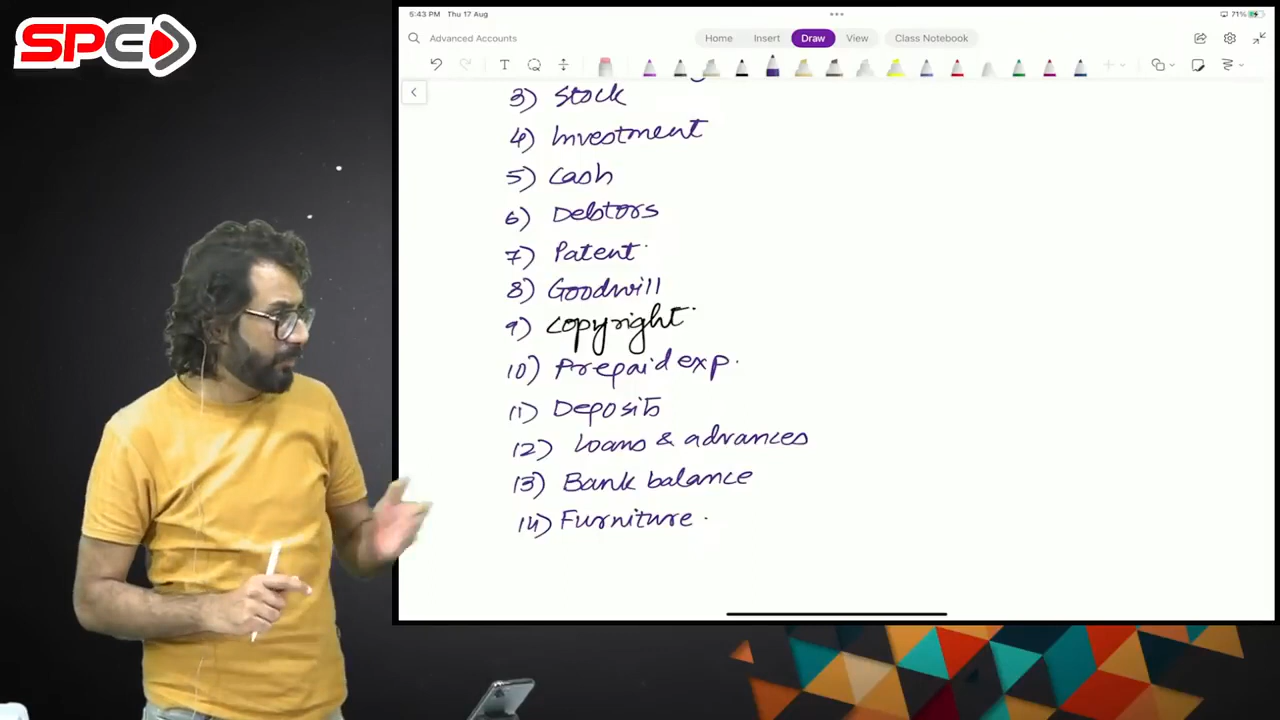 SPE
5:43 PM Thu 17 Aug
71%
Advanced Accounts
Home Insert Draw View Class Notebook
3) Stock
4) Investment
5) Cash
6) Debtors
7) Patent
8) Goodwill
9) Copyright
10) Prepaid exp.
11) Deposits
12) Loans & advances
13) Bank balance
14) Furniture